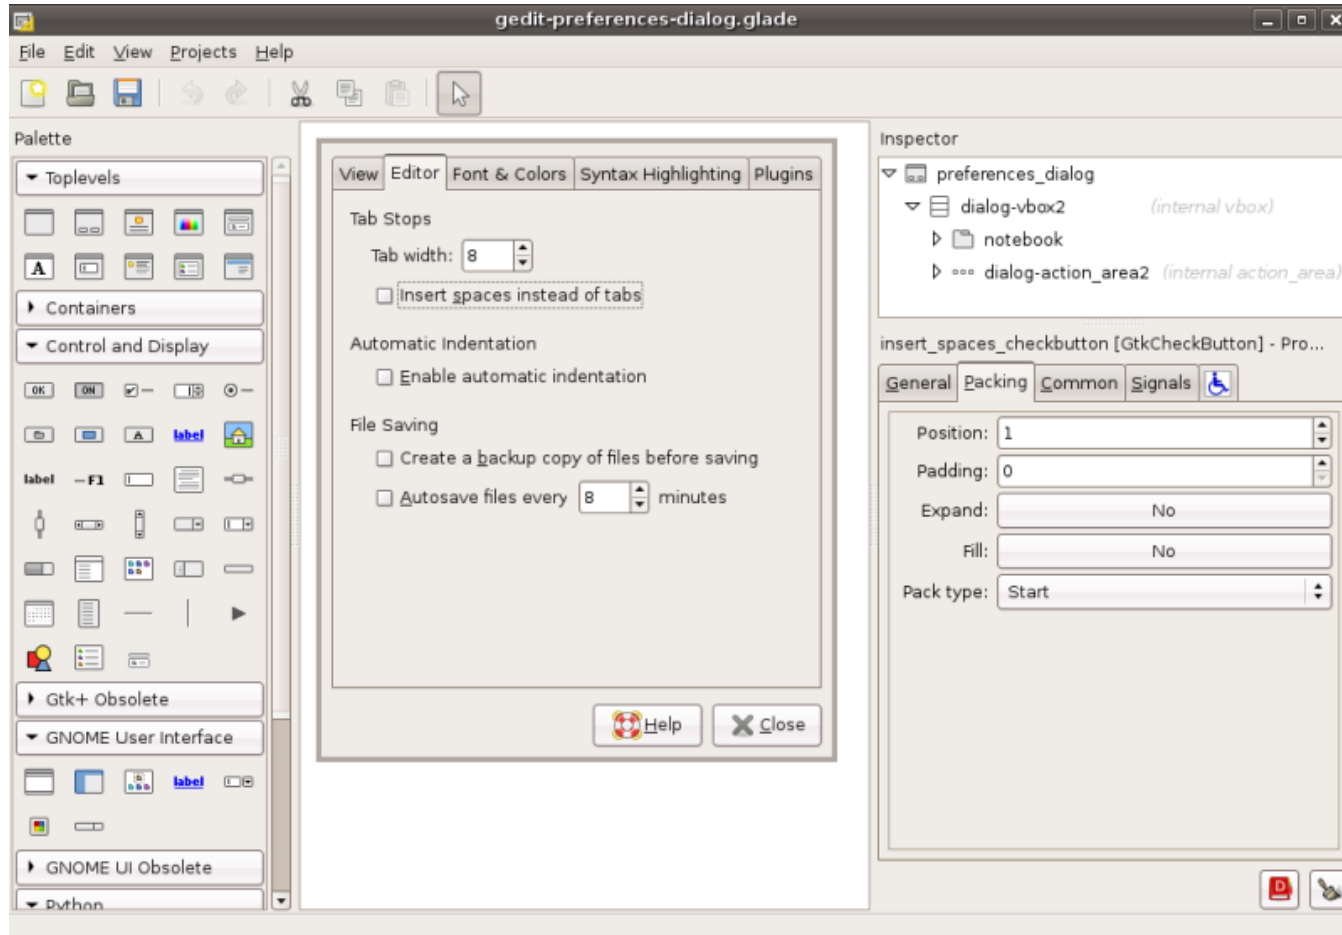 gedit-preferences-dialog.glade
File Edit View Projects Help
Palette
Toplevels
A
Containers
Control and Display
OK ON
A label
label F1
Gtk+ Obsolete
GNOME User Interface
label
GNOME UI Obsolete
Python
View Editor Font & Colors Syntax Highlighting Plugins
Tab Stops
Tab width: 8
Insert spaces instead of tabs
Automatic Indentation
Enable automatic indentation
File Saving
Create a backup copy of files before saving
Autosave files every 8 minutes
Help Close
Inspector
preferences_dialog
dialog-vbox2 (internal vbox)
notebook
dialog-action_area2 (internal action_area)
insert_spaces_checkbutton [GtkCheckButton] - Pro...
General Packing Common Signals
Position: 1
Padding: 0
Expand: No
Fill: No
Pack type: Start
D